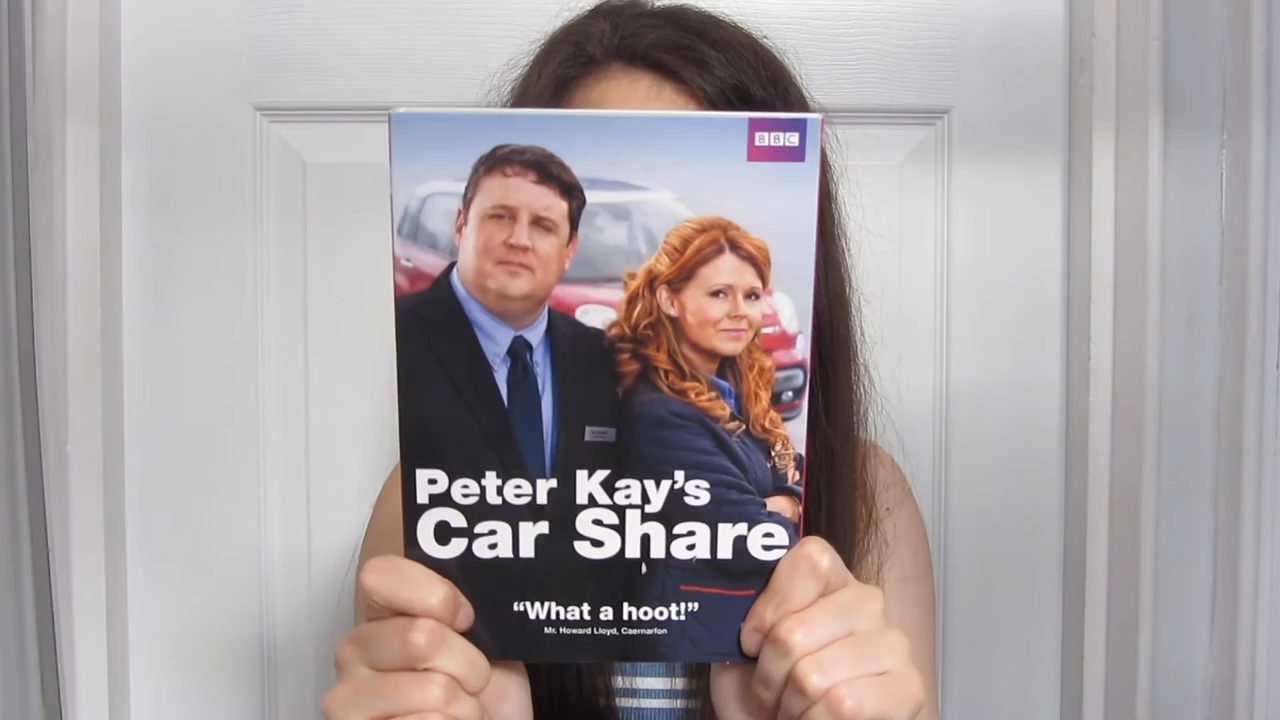 BBC
Peter Kay's
Car Share
“What a hoot!”
Mr. Howard Lloyd, Caernarfon